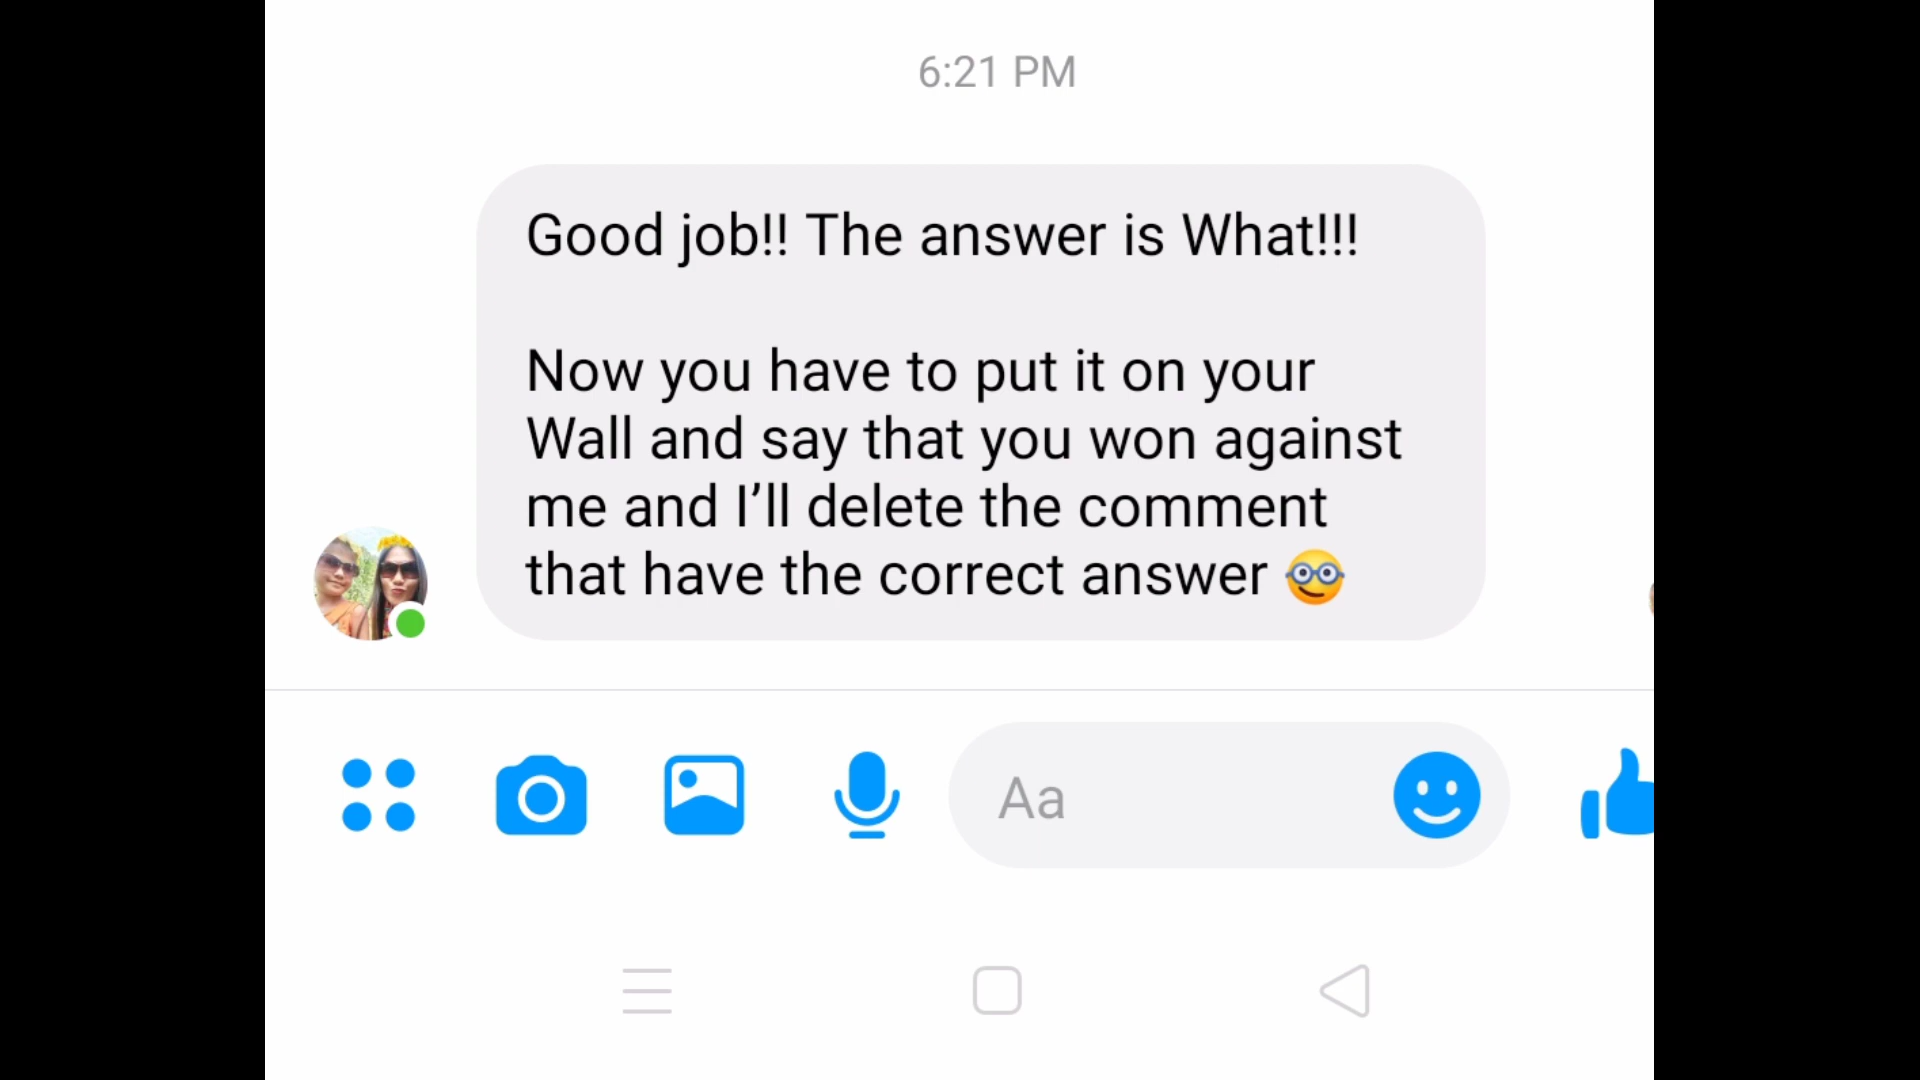 6:21 PM
Good job!! The answer is What!!!
Now you have to put it on your
Wall and say that you won against
me and I’ll delete the comment
that have the correct answer 🤓
Aa